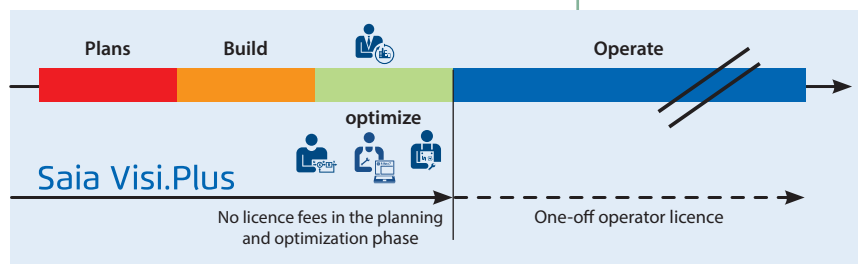 Plans
Build
Operate
optimize
Saia Visi.Plus
No licence fees in the planning
and optimization phase
One-off operator licence